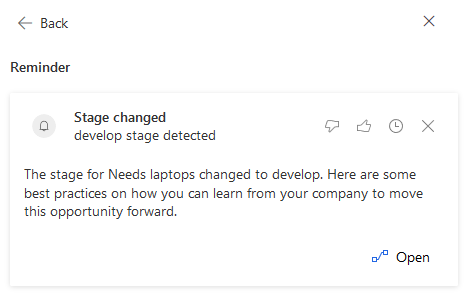 Back
Reminder
Stage changed
develop stage detected
The stage for Needs laptops changed to develop. Here are some
best practices on how you can learn from your company to move
this opportunity forward.
Open